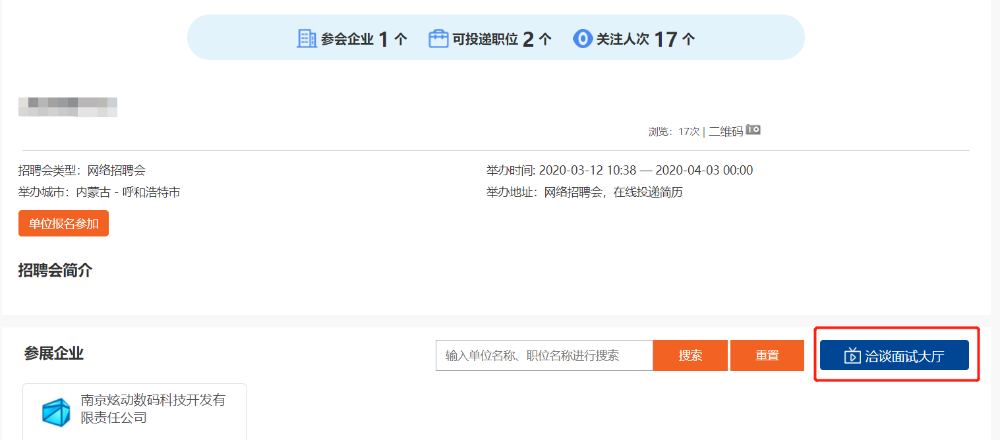 参会企业 1 个 可投递职位 2 个 关注人次 17 个
浏览：17次 | 二维码
招聘会类型：网络招聘会
举办时间: 2020-03-12 10:38 — 2020-04-03 00:00
举办城市：内蒙古 - 呼和浩特市
举办地址：网络招聘会，在线投递简历
单位报名参加
招聘会简介
参展企业
输入单位名称、职位名称进行搜索
搜索
重置
洽谈面试大厅
南京炫动数码科技开发有
限责任公司